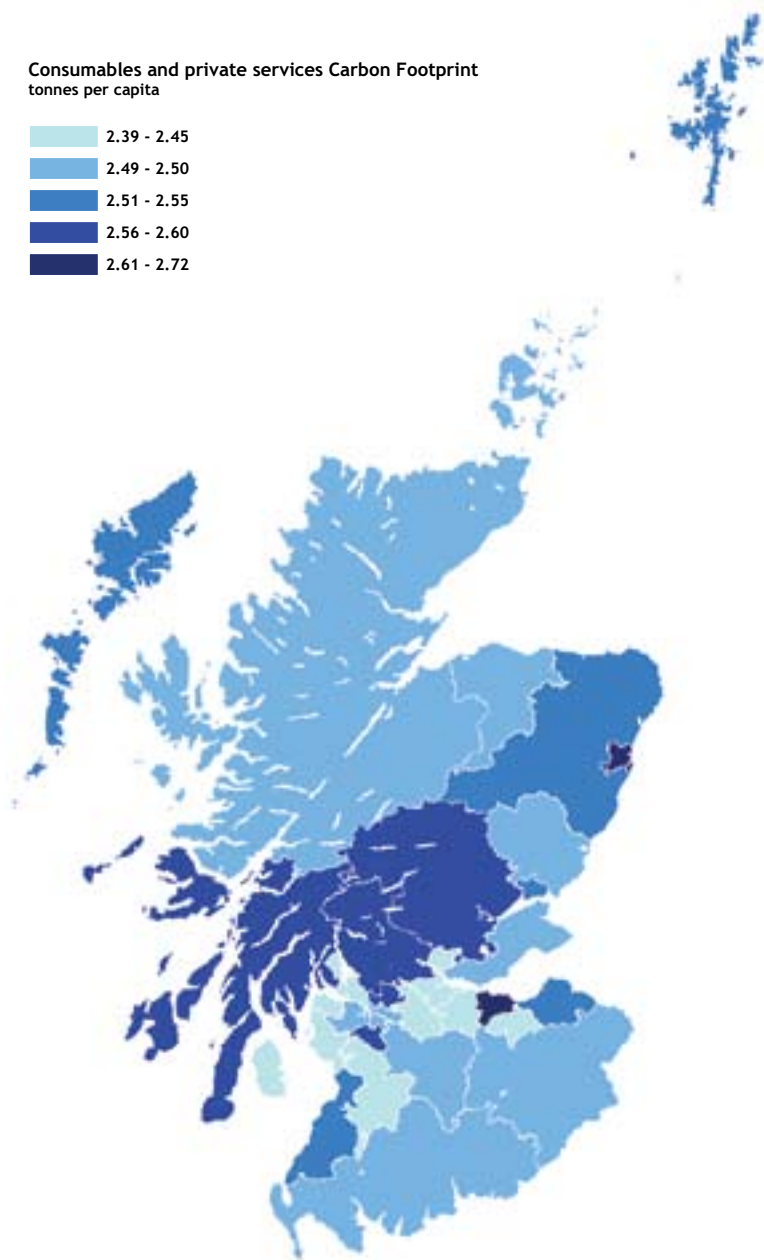 Consumables and private services Carbon Footprint
tonnes per capita
2.39 - 2.45
2.49 - 2.50
2.51 - 2.55
2.56 - 2.60
2.61 - 2.72